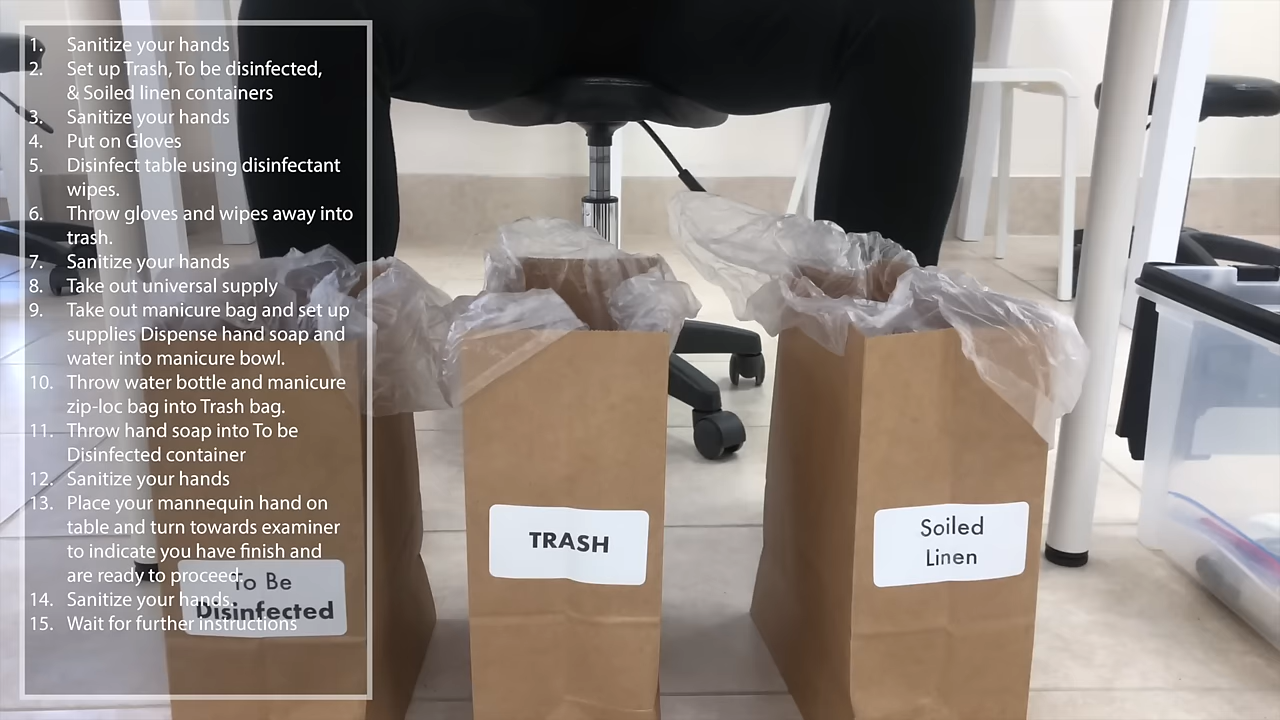 1. Sanitize your hands
2. Set up Trash, To be disinfected,
& Soiled linen containers
3. Sanitize your hands
4. Put on Gloves
5. Disinfect table using disinfectant
wipes.
6. Throw gloves and wipes away into
trash.
7. Sanitize your hands
8. Take out universal supply
9. Take out manicure bag and set up
supplies Dispense hand soap and
water into manicure bowl.
10. Throw water bottle and manicure
zip-loc bag into Trash bag.
11. Throw hand soap into To be
Disinfected container
12. Sanitize your hands
13. Place your mannequin hand on
table and turn towards examiner
to indicate you have finish and
are ready to proceed.
14. Sanitize your hands.
15. Wait for further instructions
To Be
Disinfected
TRASH
Soiled
Linen